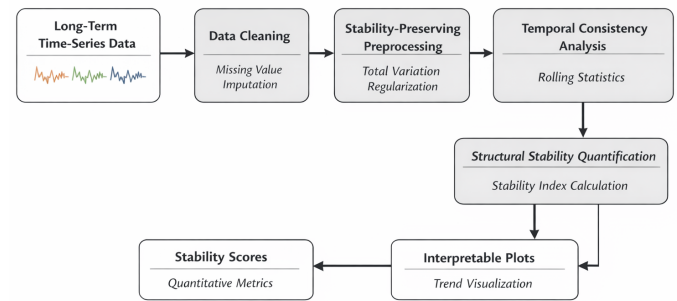 Long-Term
Time-Series Data
Data Cleaning
Missing Value
Imputation
Stability-Preserving
Preprocessing
Total Variation
Regularization
Temporal Consistency
Analysis
Rolling Statistics
Structural Stability Quantification
Stability Index Calculation
Stability Scores
Quantitative Metrics
Interpretable Plots
Trend Visualization